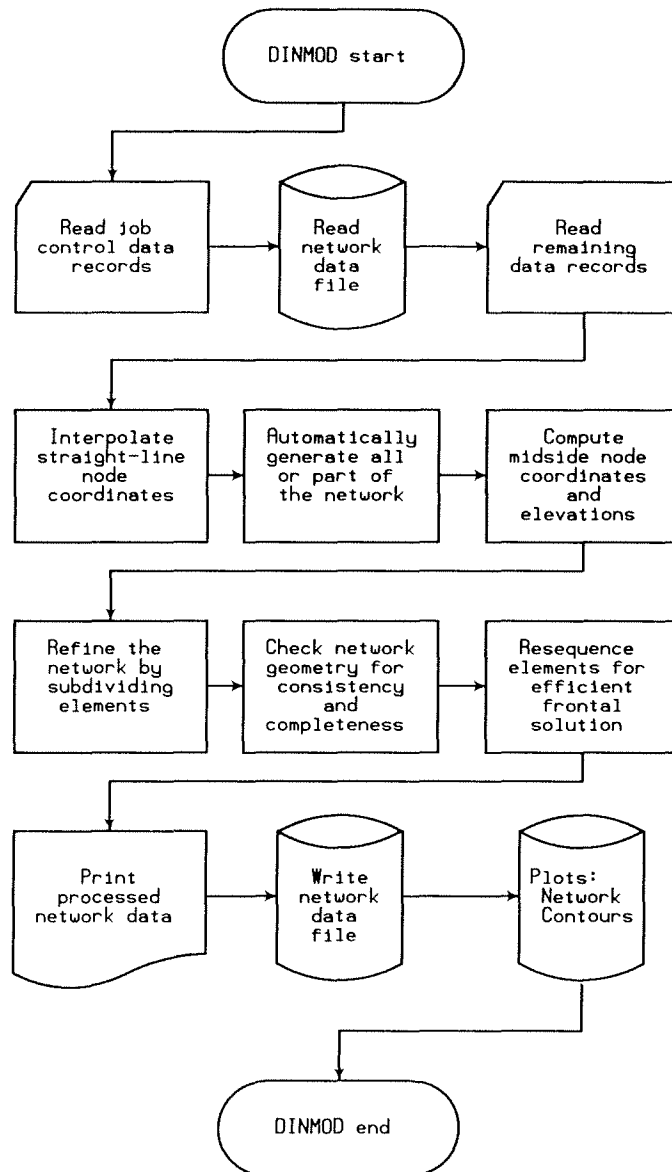 DINMOD start
Read job
control data
records
Read
network
data
file
Read
remaining
data records
Interpolate
straight-line
node
coordinates
Automatically
generate all
or part of
the network
Compute
midside node
coordinates
and
elevations
Refine the
network by
subdividing
elements
Check network
geometry for
consistency
and
completeness
Resequence
elements for
efficient
frontal
solution
Print
processed
network data
Write
network
data
file
Plots:
Network
Contours
DINMOD end